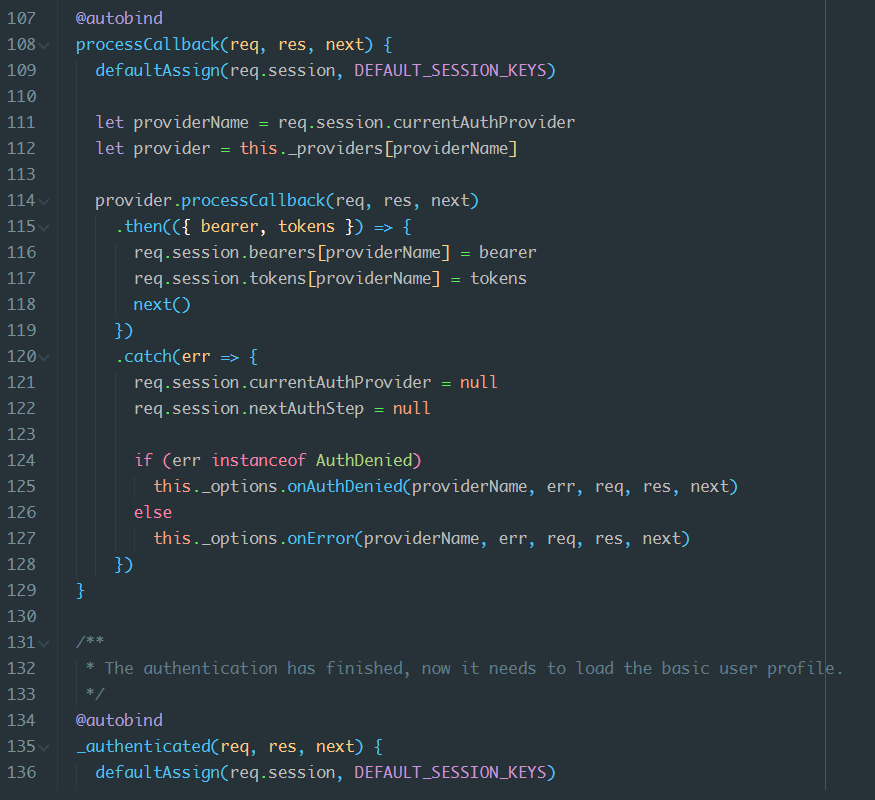 107 @autobind
108 processCallback(req, res, next) {
109   defaultAssign(req.session, DEFAULT_SESSION_KEYS)
110
111   let providerName = req.session.currentAuthProvider
112   let provider = this._providers[providerName]
113
114   provider.processCallback(req, res, next)
115     .then(({ bearer, tokens }) => {
116       req.session.bearers[providerName] = bearer
117       req.session.tokens[providerName] = tokens
118       next()
119     })
120     .catch(err => {
121       req.session.currentAuthProvider = null
122       req.session.nextAuthStep = null
123
124       if (err instanceof AuthDenied)
125         this._options.onAuthDenied(providerName, err, req, res, next)
126       else
127         this._options.onError(providerName, err, req, res, next)
128     })
129 }
130
131 /**
132  * The authentication has finished, now it needs to load the basic user profile.
133  */
134 @autobind
135 _authenticated(req, res, next) {
136   defaultAssign(req.session, DEFAULT_SESSION_KEYS)